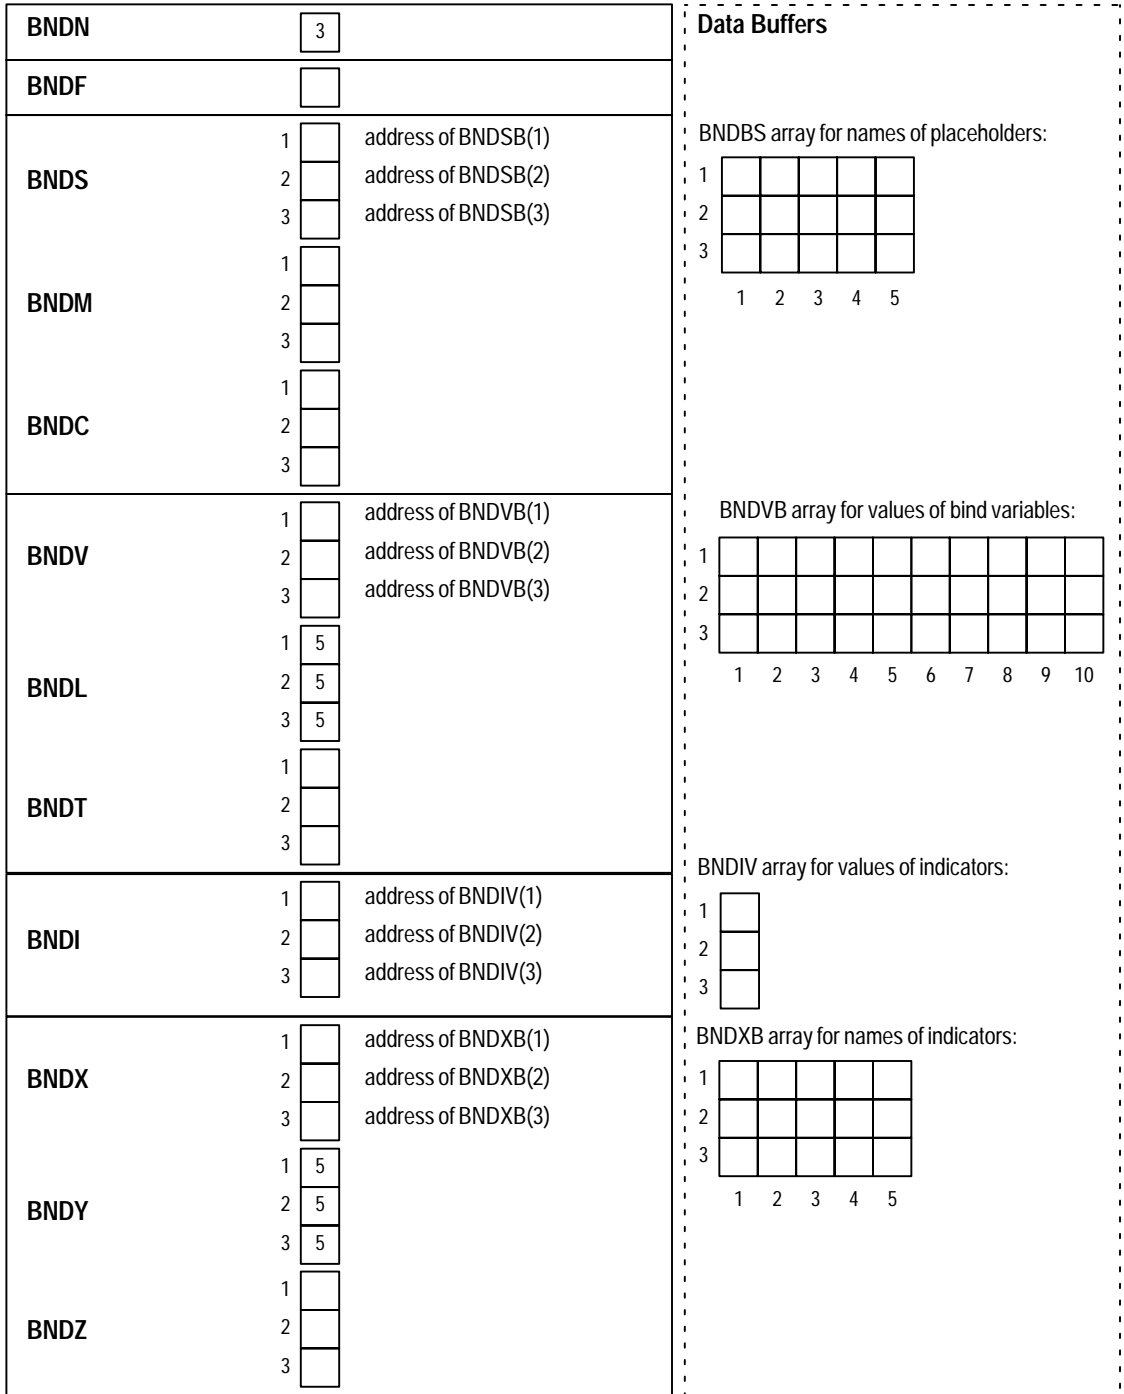 BNDN
3
BNDF
BNDS
1 address of BNDSB(1)
2 address of BNDSB(2)
3 address of BNDSB(3)
BNDM
1
2
3
BNDC
1
2
3
BNDV
1 address of BNDVB(1)
2 address of BNDVB(2)
3 address of BNDVB(3)
BNDL
1 5
2 5
3 5
BNDT
1
2
3
BNDI
1 address of BNDIV(1)
2 address of BNDIV(2)
3 address of BNDIV(3)
BNDX
1 address of BNDXB(1)
2 address of BNDXB(2)
3 address of BNDXB(3)
BNDY
1 5
2 5
3 5
BNDZ
1
2
3
Data Buffers
BNDBS array for names of placeholders:
1
2
3
1 2 3 4 5
BNDVB array for values of bind variables:
1
2
3
1 2 3 4 5 6 7 8 9 10
BNDIV array for values of indicators:
1
2
3
BNDXB array for names of indicators:
1
2
3
1 2 3 4 5